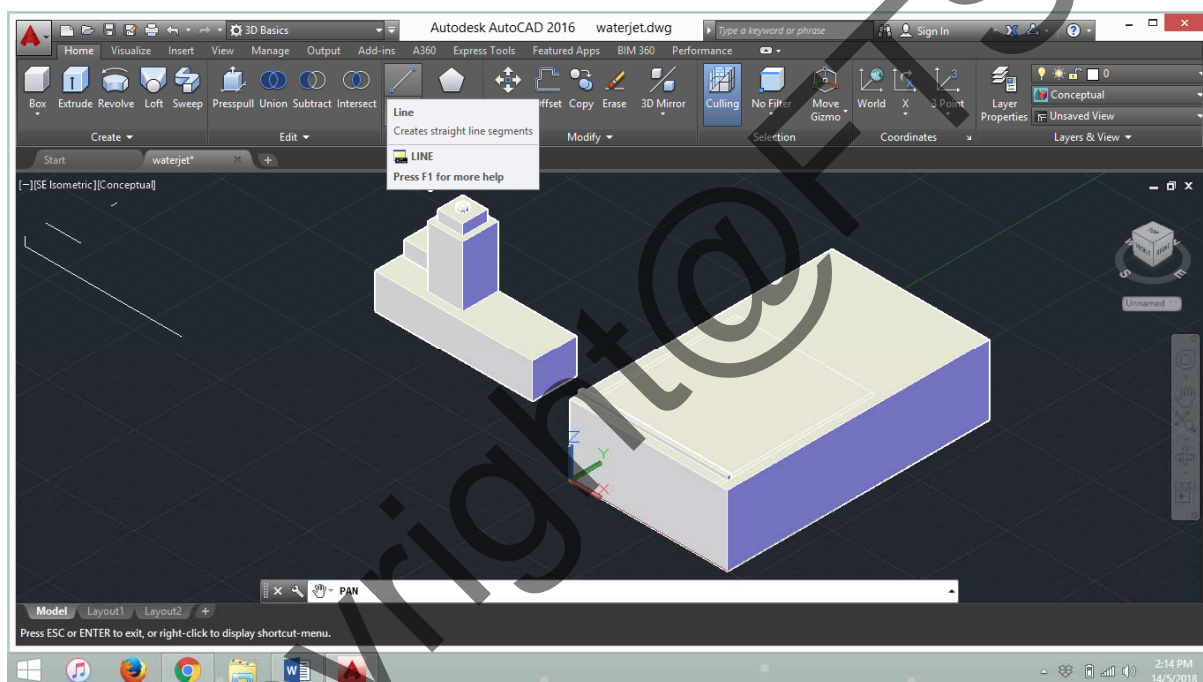 3D Basics
Autodesk AutoCAD 2016 waterjet.dwg
Type a keyword or phrase
Sign In
Home Visualize Insert View Manage Output Add-ins A360 Express Tools Featured Apps BIM 360 Performance
Box Extrude Revolve Loft Sweep Presspull Union Subtract Intersect Offset Copy Erase 3D Mirror Culling No Filter Move Gizmo World X 3 Point Layer Properties
0
Conceptual
Unsaved View
Create Edit Modify Selection Coordinates Layers & View
Line
Creates straight line segments
LINE
Press F1 for more help
Start waterjet* +
[−][SE Isometric][Conceptual]
TOP
FRONT RIGHT
S E
Unnamed
Z
Y
X
PAN
Model Layout1 Layout2 +
Press ESC or ENTER to exit, or right-click to display shortcut-menu.
2:14 PM
14/5/2018